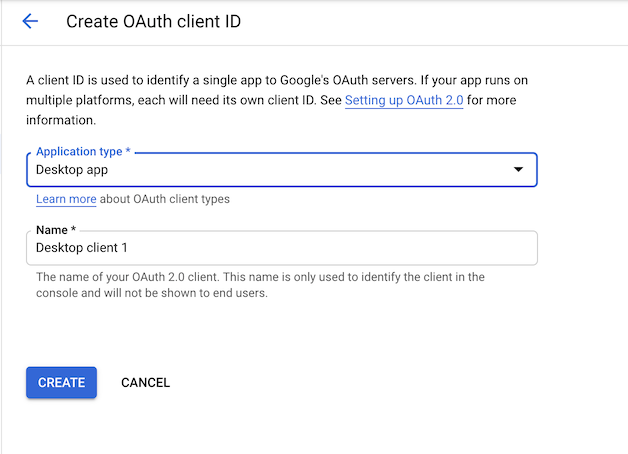 Create OAuth client ID
A client ID is used to identify a single app to Google's OAuth servers. If your app runs on
multiple platforms, each will need its own client ID. See Setting up OAuth 2.0 for more
information.
Application type *
Desktop app
Learn more about OAuth client types
Name *
Desktop client 1
The name of your OAuth 2.0 client. This name is only used to identify the client in the
console and will not be shown to end users.
CREATE CANCEL